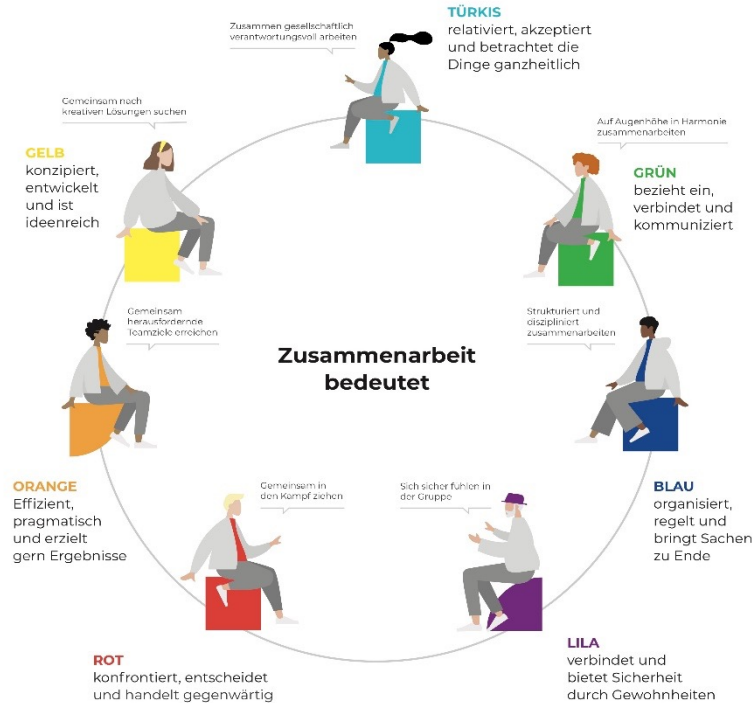 Zusammen gesellschaftlich
verantwortungsvoll arbeiten
TÜRKIS
relativiert, akzeptiert
und betrachtet die
Dinge ganzheitlich
Gemeinsam nach
kreativen Lösungen suchen
GELB
konzipiert,
entwickelt
und ist
ideenreich
Auf Augenhöhe in Harmonie
zusammenarbeiten
GRÜN
bezieht ein,
verbindet und
kommuniziert
Gemeinsam
herausfordernde
Teamziele erreichen
Strukturiert und
diszipliniert
zusammenarbeiten
Zusammenarbeit
bedeutet
ORANGE
Effizient,
pragmatisch
und erzielt
gern Ergebnisse
Gemeinsam in
den Kampf ziehen
Sich sicher fühlen in
der Gruppe
BLAU
organisiert,
regelt und
bringt Sachen
zu Ende
ROT
konfrontiert, entscheidet
und handelt gegenwärtig
LILA
verbindet und
bietet Sicherheit
durch Gewohnheiten